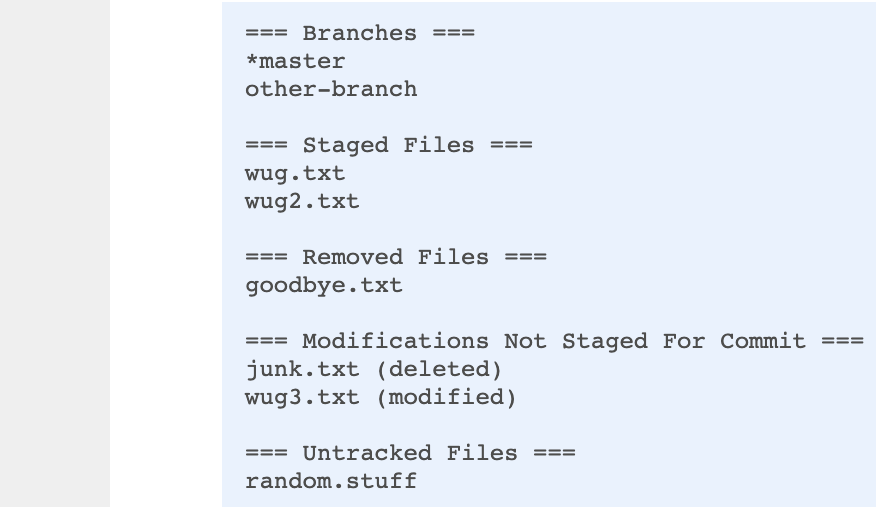 === Branches ===
*master
other-branch
=== Staged Files ===
wug.txt
wug2.txt
=== Removed Files ===
goodbye.txt
=== Modifications Not Staged For Commit ===
junk.txt (deleted)
wug3.txt (modified)
=== Untracked Files ===
random.stuff